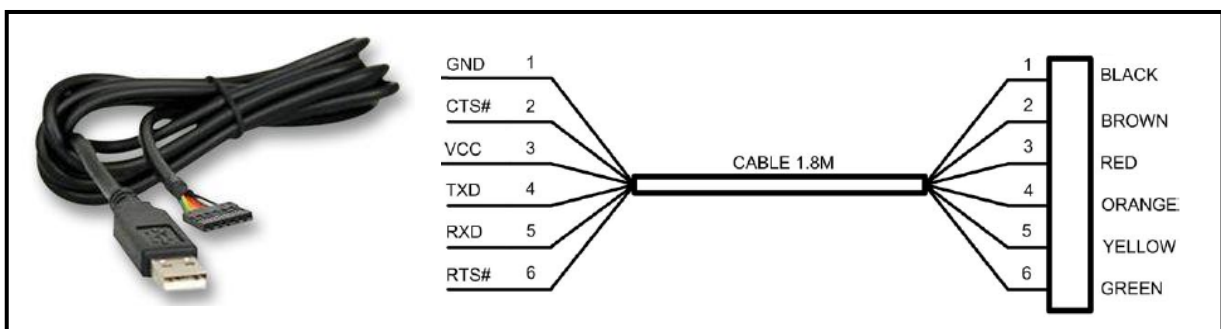 GND 1
CTS# 2
VCC 3
TXD 4
RXD 5
RTS# 6
CABLE 1.8M
1 BLACK
2 BROWN
3 RED
4 ORANGE
5 YELLOW
6 GREEN